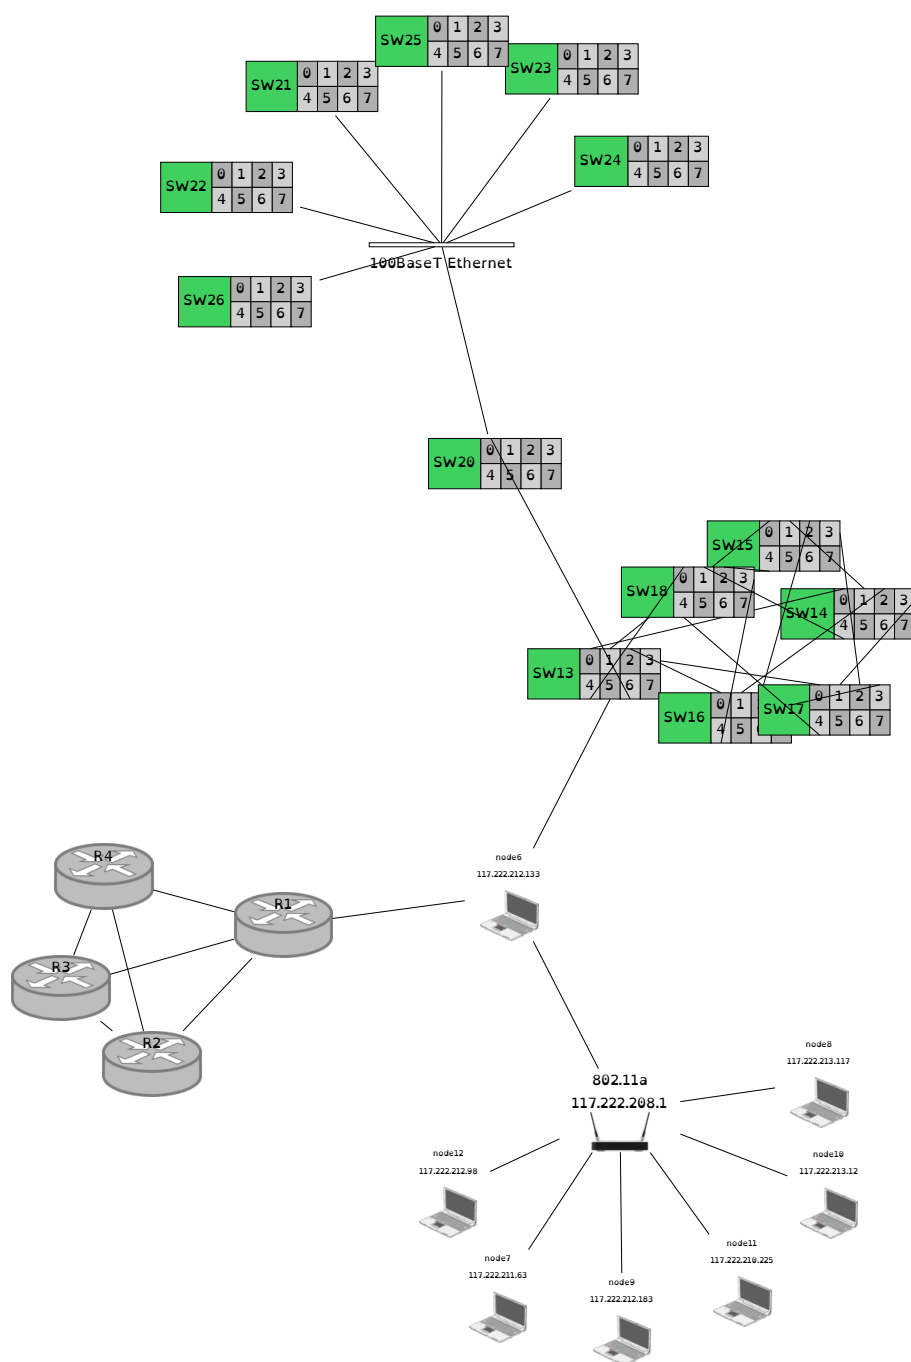 SW25 0 1 2 3
4 5 6 7
SW23 0 1 2 3
4 5 6 7
SW21 0 1 2 3
4 5 6 7
SW24 0 1 2 3
4 5 6 7
SW22 0 1 2 3
4 5 6 7
100BaseT Ethernet
SW26 0 1 2 3
4 5 6 7
SW20 0 1 2 3
4 5 6 7
SW15 0 1 2 3
4 5 6 7
SW18 0 1 2 3
4 5 6 7
SW14 0 1 2 3
4 5 6 7
SW13 0 1 2 3
4 5 6 7
SW16 0 1
4 5
SW17 0 1 2 3
4 5 6 7
node6
117.222.212.133
R4
R1
R3
R2
802.11a
117.222.208.1
node8
117.222.213.117
node10
117.222.213.12
node12
117.222.212.98
node11
117.222.210.225
node7
117.222.211.63
node9
117.222.212.183